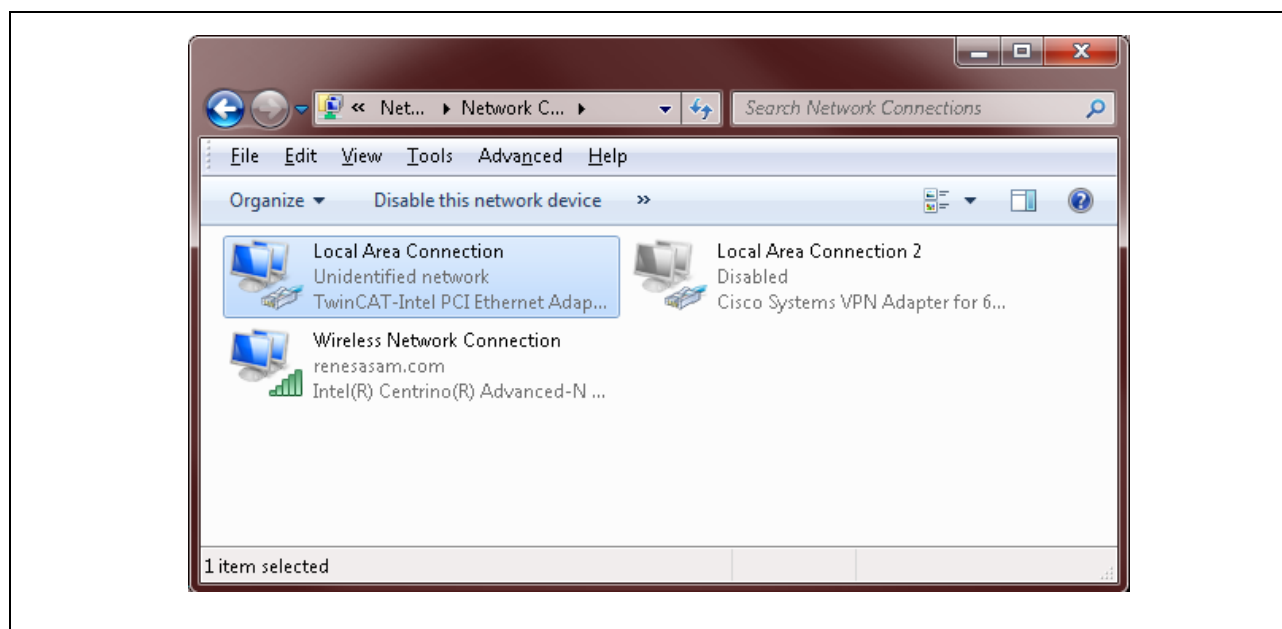 « Net... ▸ Network C... ▸
Search Network Connections
File Edit View Tools Advanced Help
Organize Disable this network device »
Local Area Connection
Unidentified network
TwinCAT-Intel PCI Ethernet Adap...
Local Area Connection 2
Disabled
Cisco Systems VPN Adapter for 6...
Wireless Network Connection
renesasam.com
Intel(R) Centrino(R) Advanced-N ...
1 item selected